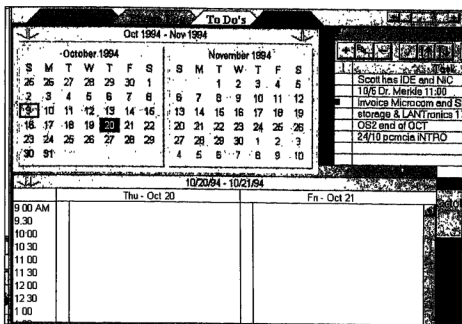 To Do's
Oct 1994 - Nov 1994
October 1994
S M T W T F S
25 26 27 28 29 30 1
2 3 4 5 6 7 8
9 10 11 12 13 14 15
16 17 18 19 20 21 22
23 24 25 26 27 28 29
30 31
November 1994
S M T W T F S
1 2 3 4 5
6 7 8 9 10 11 12
13 14 15 16 17 18 19
20 21 22 23 24 25 26
27 28 29 30 1 2 3
4 5 6 7 8 9 10
Task
Scott has IDE and NIC
10/6 Dr. Merkle 11:00
Invoice Microcom and S
storage & LANTronics 1
OS2 end of OCT
24/10 pcmcia iNTRO
10/20/94 - 10/21/94
Thu - Oct 20
Fri - Oct 21
9:00 AM
9:30
10:00
10:30
11:00
11:30
12:00
12:30
1:00